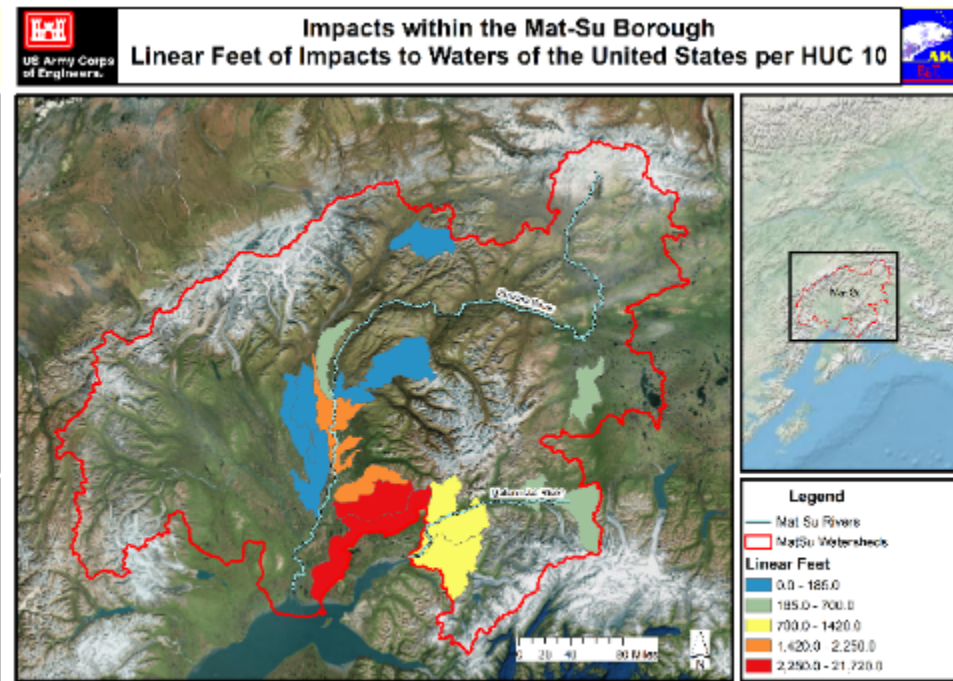 US Army Corps
of Engineers.
Impacts within the Mat-Su Borough
Linear Feet of Impacts to Waters of the United States per HUC 10
AK
River
River
0 20 40 80 Miles
N
Legend
Mat Su Rivers
MatSu Watersheds
Linear Feet
0.0 - 185.0
185.0 - 700.0
700.0 - 1420.0
1,420.0 - 2,250.0
2,250.0 - 21,720.0